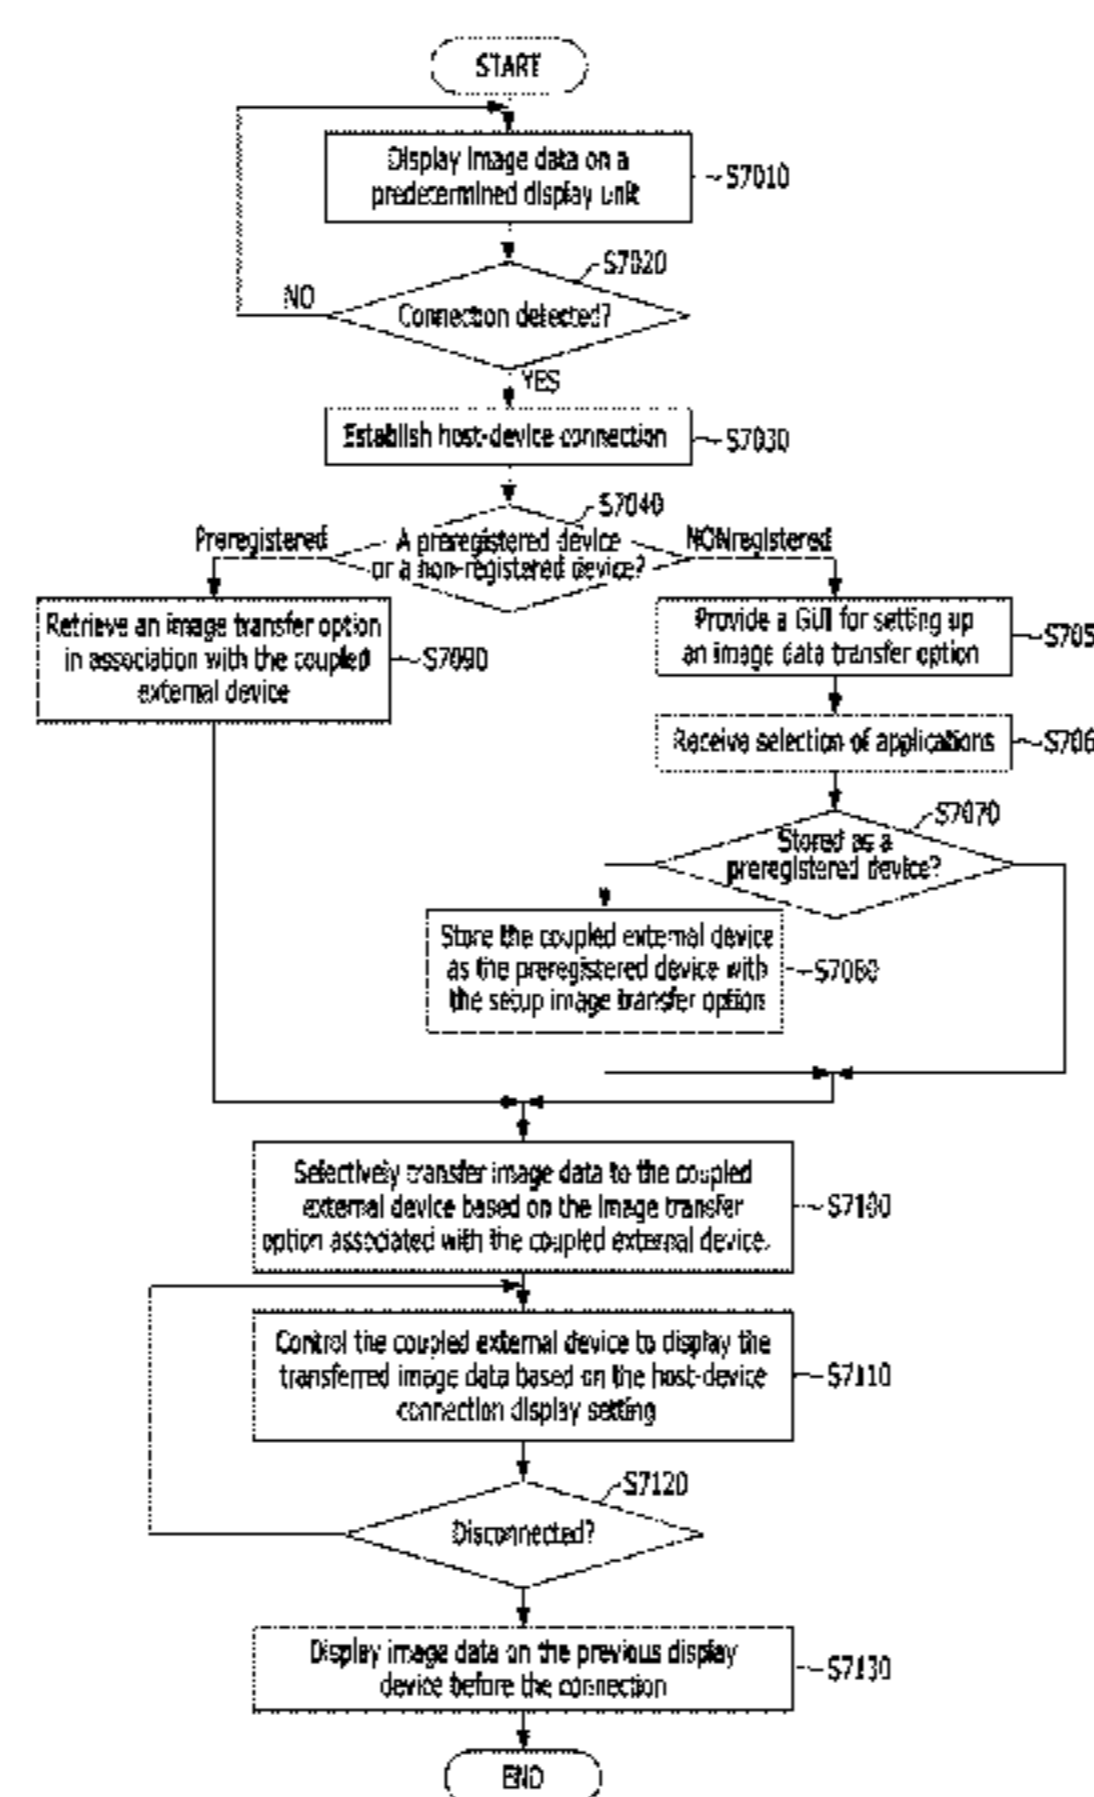 START
Display image data on a
predetermined display unit
S7010
S7020
Connection detected?
NO
YES
Establish host-device connection
S7030
S7040
Preregistered
A preregistered device
or a non-registered device?
NONregistered
Retrieve an image transfer option
in association with the coupled
external device
S7090
Provide a GUI for setting up
an image data transfer option
S705
Receive selection of applications
S706
S7070
Stored as a
preregistered device?
Store the coupled external device
as the preregistered device with
the setup image transfer option
S7080
Selectively transfer image data to the coupled
external device based on the image transfer
option associated with the coupled external device.
S7100
Control the coupled external device to display the
transferred image data based on the host-device
connection display setting
S7110
S7120
Disconnected?
Display image data on the previous display
device before the connection
S7130
END